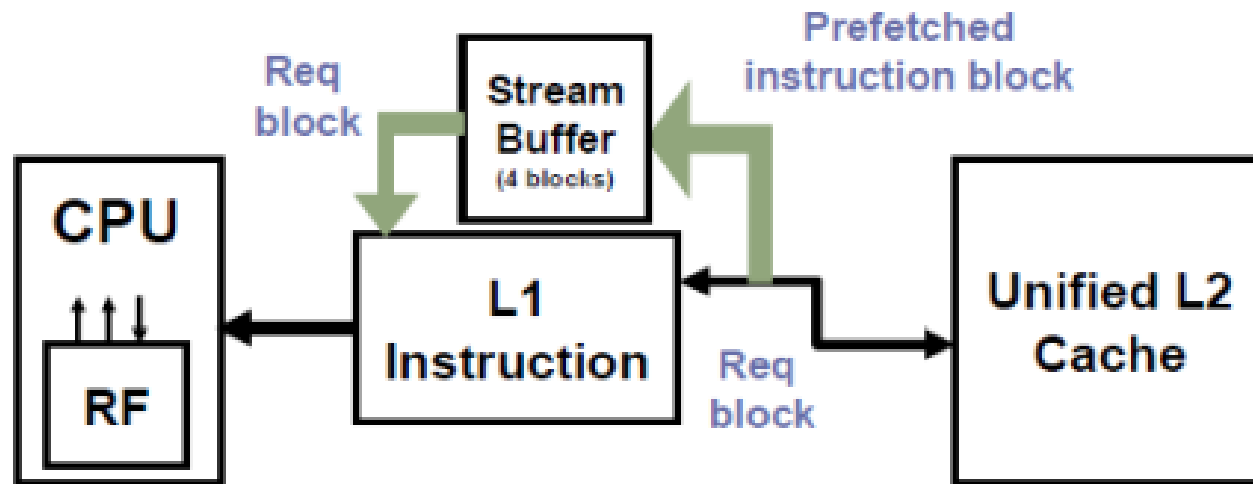 Prefetched
instruction block
Req
block
Stream
Buffer
(4 blocks)
CPU
RF
L1
Instruction
Req
block
Unified L2
Cache